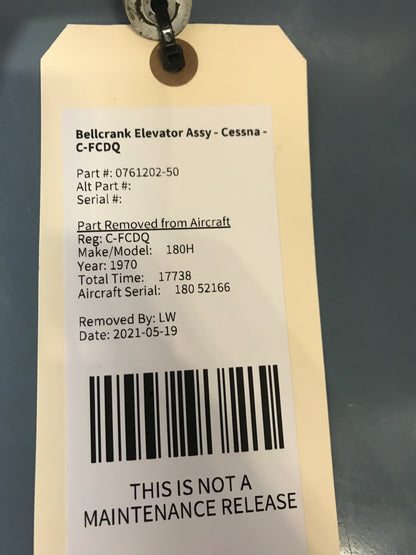 Bellcrank Elevator Assy - Cessna -
C-FCDQ
Part #: 0761202-50
Alt Part #:
Serial #:
Part Removed from Aircraft
Reg: C-FCDQ
Make/Model: 180H
Year: 1970
Total Time: 17738
Aircraft Serial: 180 52166
Removed By: LW
Date: 2021-05-19
THIS IS NOT A
MAINTENANCE RELEASE